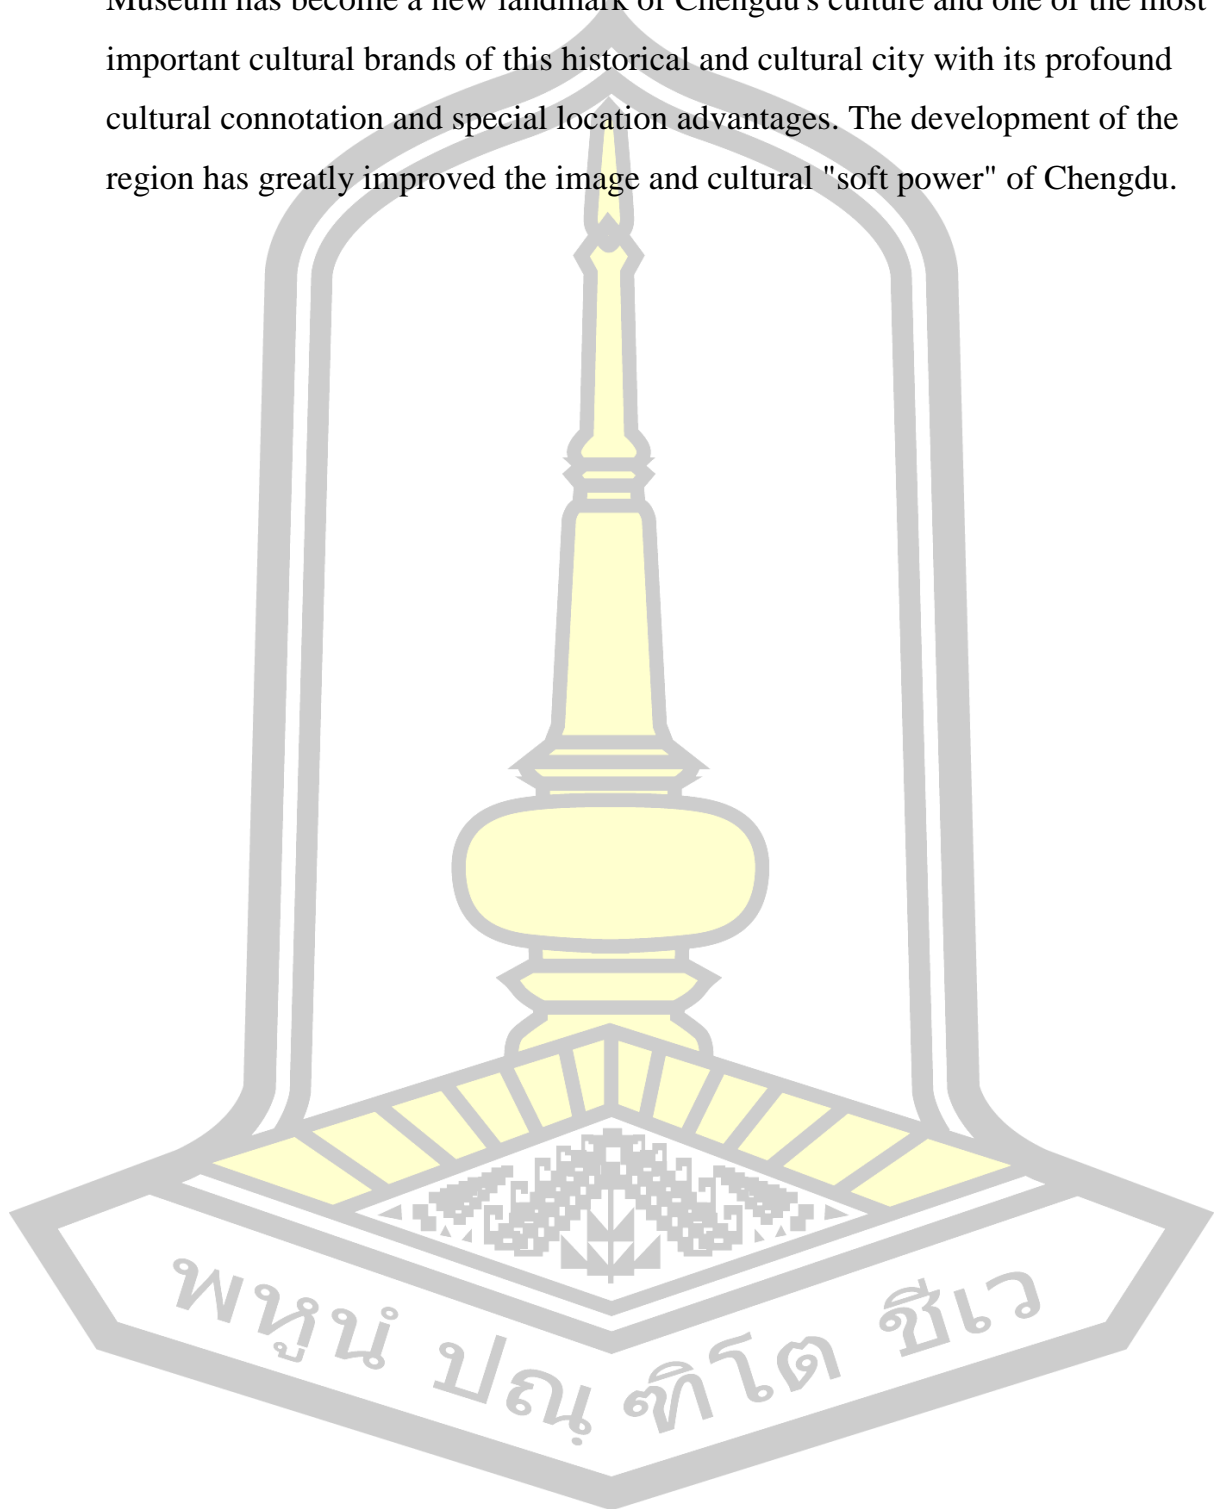 Museum has become a new landmark of Chengdu's culture and one of the most
important cultural brands of this historical and cultural city with its profound
cultural connotation and special location advantages. The development of the
region has greatly improved the image and cultural "soft power" of Chengdu.
พหูนํ ปณฺฑิโต ชีเว